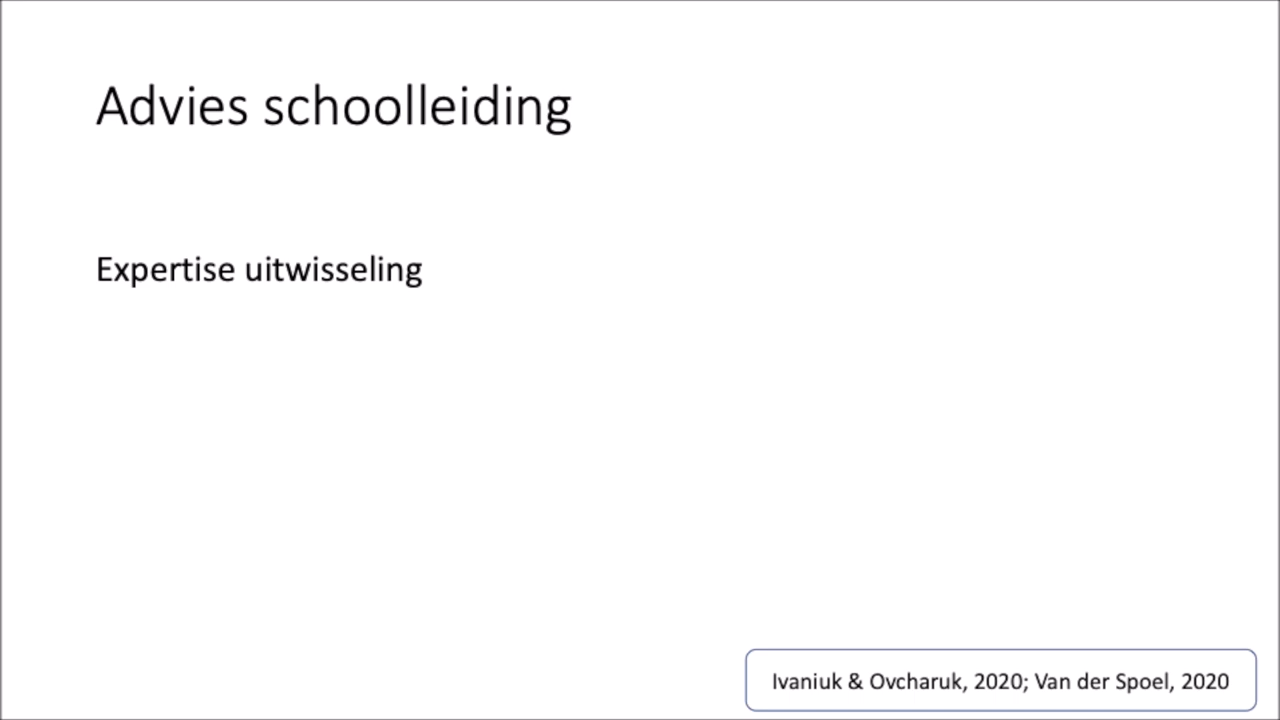 Advies schoolleiding
Expertise uitwisseling
Ivaniuk & Ovcharuk, 2020; Van der Spoel, 2020